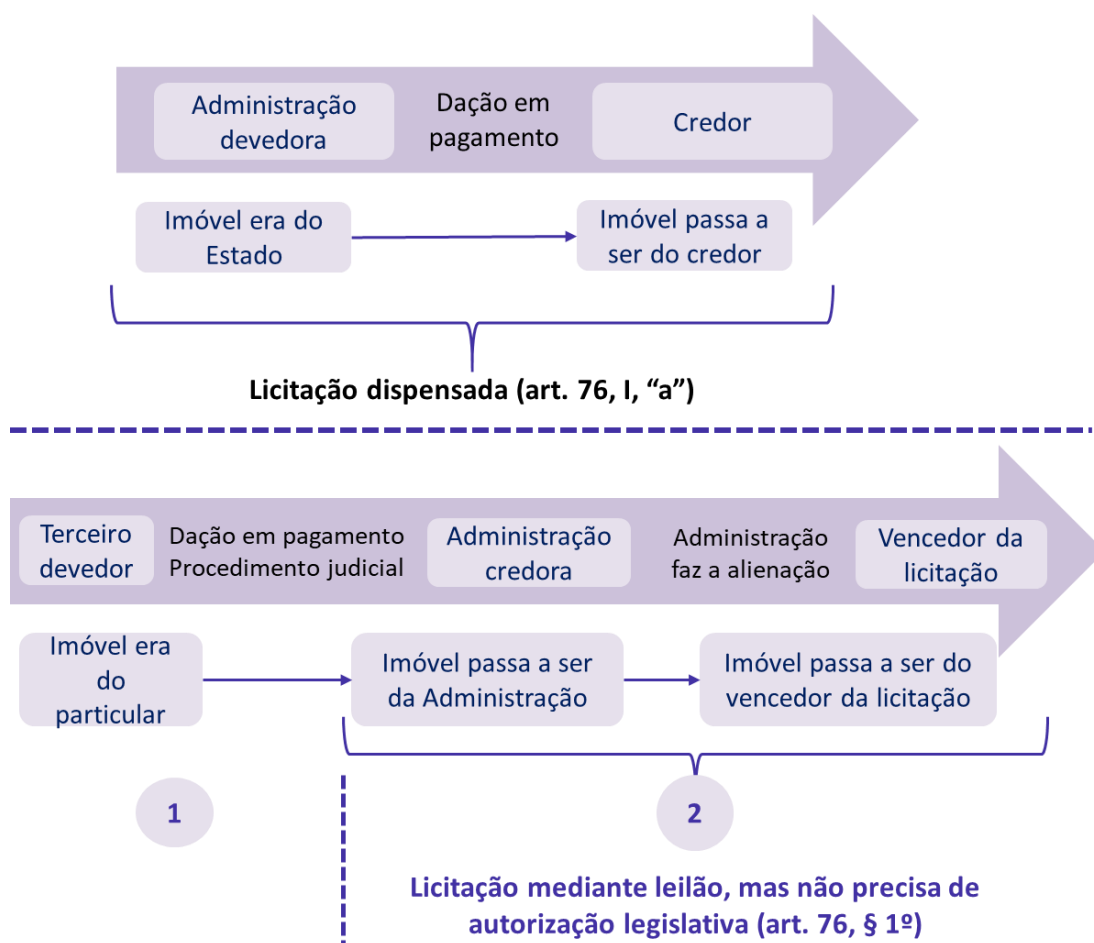 Administração
devedora
Dação em
pagamento
Credor
Imóvel era do
Estado
Imóvel passa a
ser do credor
Licitação dispensada (art. 76, I, “a”)
Terceiro
devedor
Dação em pagamento
Procedimento judicial
Administração
credora
Administração
faz a alienação
Vencedor da
licitação
Imóvel era
do
particular
Imóvel passa a ser
da Administração
Imóvel passa a ser do
vencedor da licitação
1
2
Licitação mediante leilão, mas não precisa de
autorização legislativa (art. 76, § 1º)